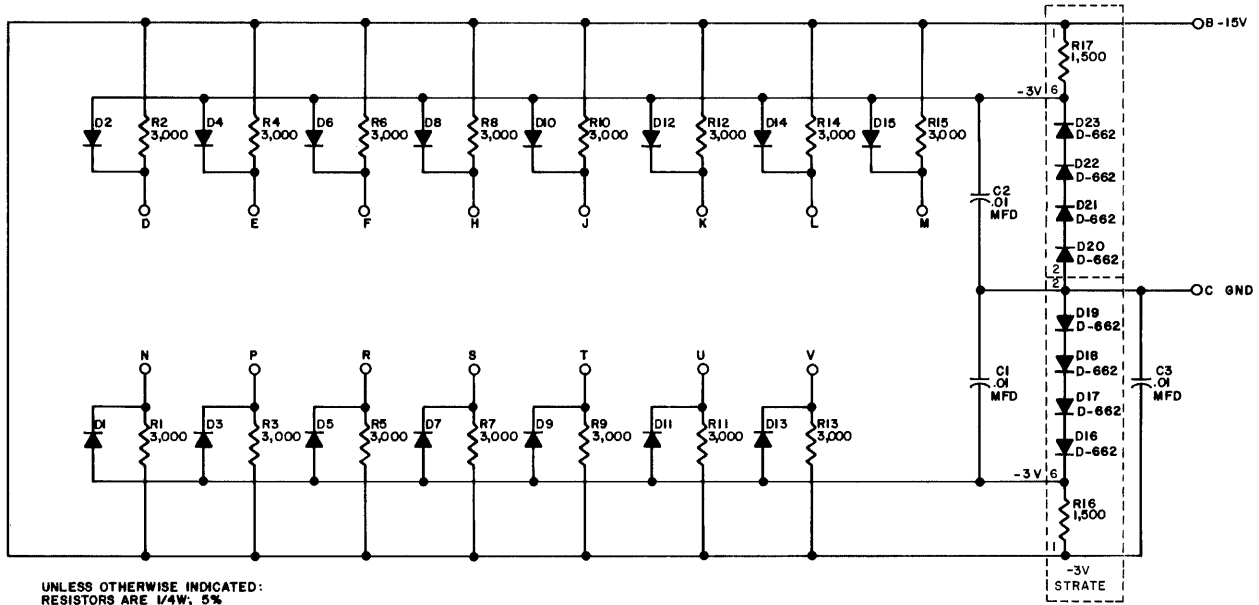 B -15V
1
R17
1,500
-3V 6
D2
R2
3,000
D4
R4
3,000
D6
R6
3,000
D8
R8
3,000
D10
R10
3,000
D12
R12
3,000
D14
R14
3,000
D15
R15
3,000
D23
D-662
D22
D-662
D21
D-662
D20
D-662
C2
.01
MFD
D
E
F
H
J
K
L
M
2
2
C GND
D19
D-662
D18
D-662
D17
D-662
D16
D-662
C1
.01
MFD
C3
.01
MFD
N
P
R
S
T
U
V
D1
R1
3,000
D3
R3
3,000
D5
R5
3,000
D7
R7
3,000
D9
R9
3,000
D11
R11
3,000
D13
R13
3,000
-3V 6
R16
1,500
1
-3V
STRATE
UNLESS OTHERWISE INDICATED:
RESISTORS ARE 1/4W; 5%